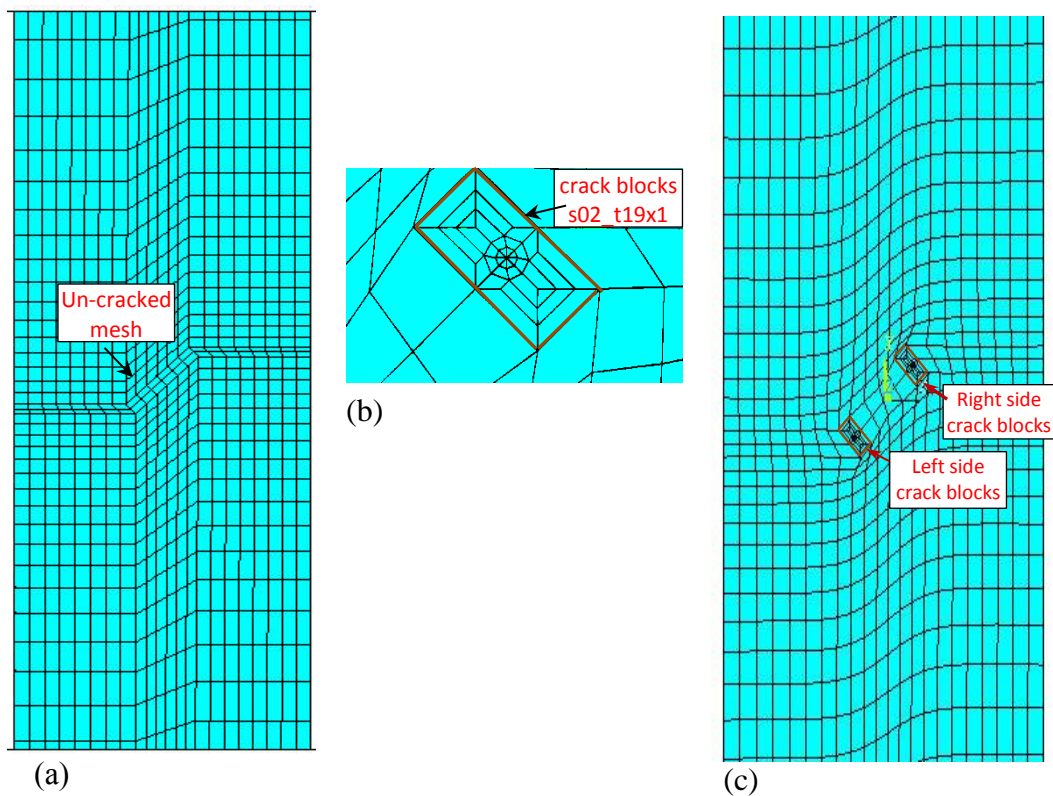 Un-cracked
mesh
(a)
crack blocks
s02_t19x1
(b)
Right side
crack blocks
Left side
crack blocks
(c)